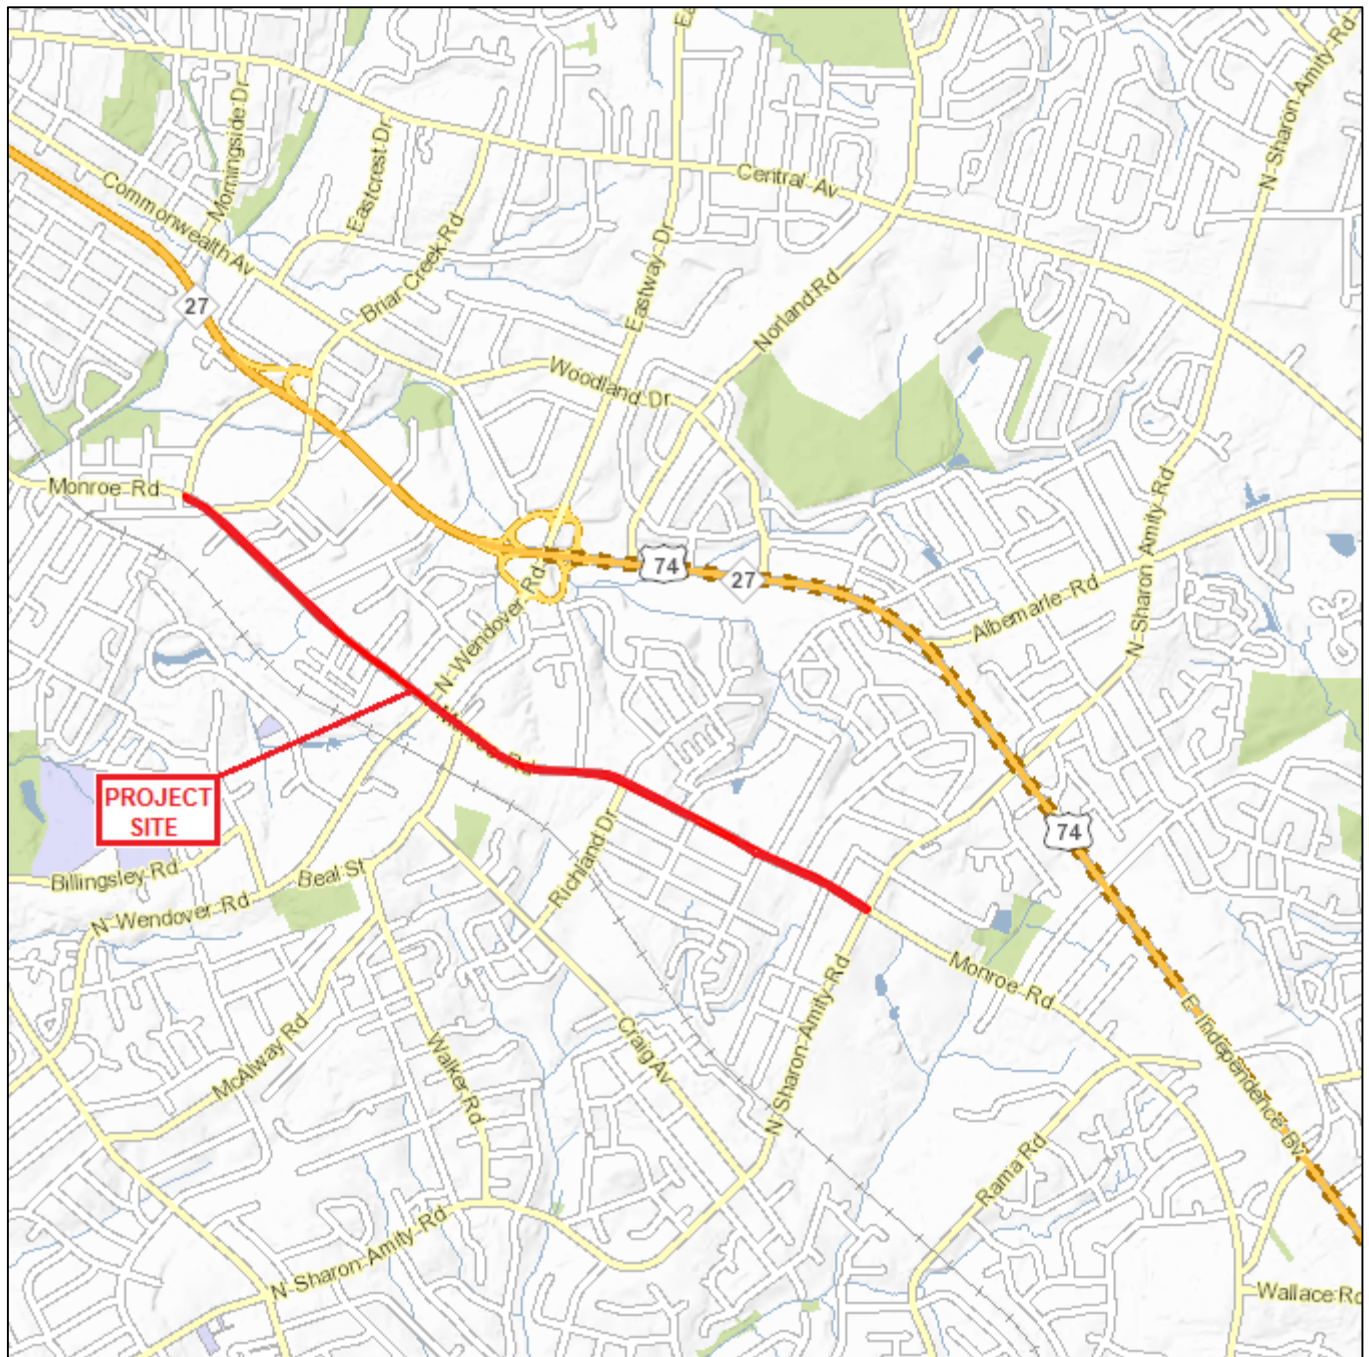 Ea
N-Sharon-Amity-Rd
Morningside-Dr
Eastcrest-Dr
Central-Av
Commonwealth Av
Briar-Creek-Rd
Eastway-Dr
Norland-Rd
27
Woodland-Dr
Monroe-Rd
N-Sharon Amity-Rd
74
27
Albemarle-Rd
N-Wendover-Rd
Monroe-Rd
PROJECT
SITE
74
Richland-Dr
Billingsley-Rd
Beal-St
N-Wendover-Rd
Monroe-Rd
N-Sharon-Amity-Rd
E-Independence-Bv
McAlway Rd
Walker-Rd
Craig-Av
Rama-Rd
N-Sharon-Amity-Rd
Wallace-Rd